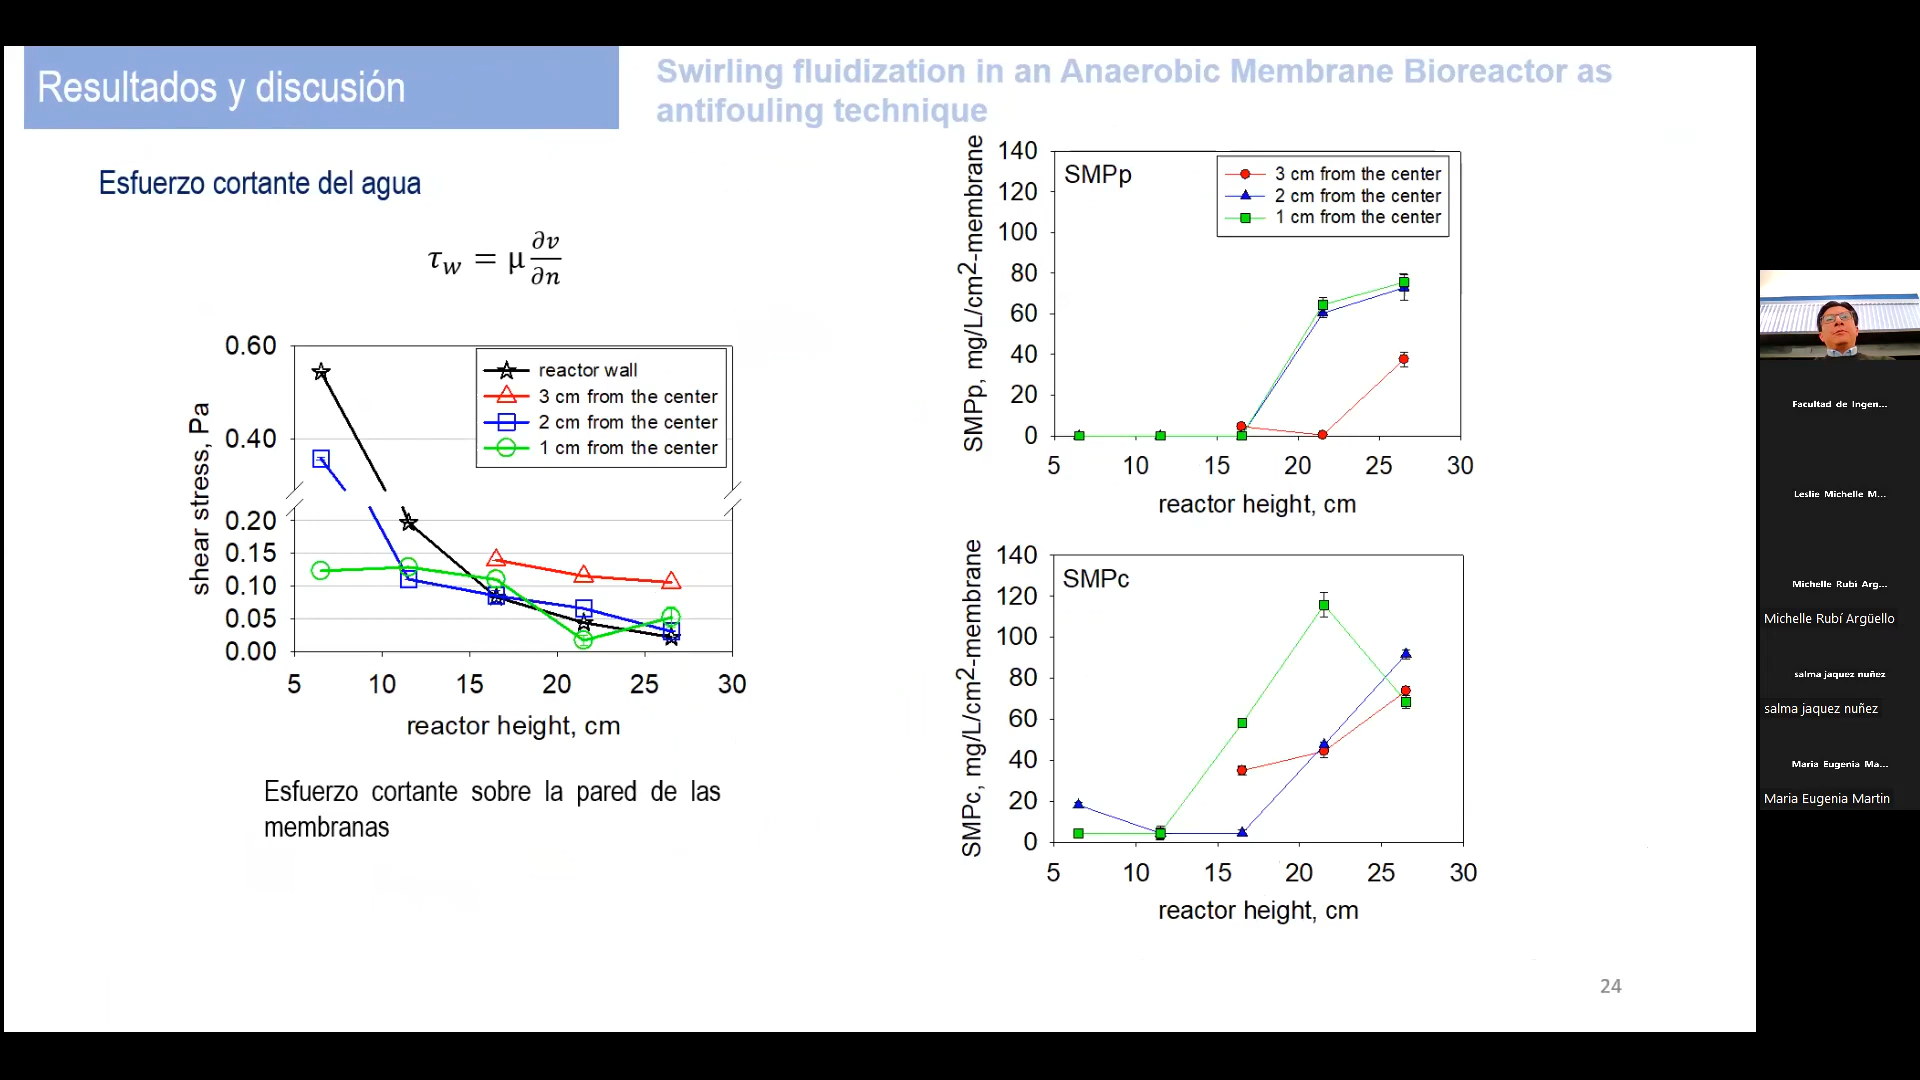 Resultados y discusión
Swirling fluidization in an Anaerobic Membrane Bioreactor as
antifouling technique
Esfuerzo cortante del agua
τw = μ ∂v/∂n
0.60
0.40
0.20
0.15
0.10
0.05
0.00
shear stress, Pa
reactor wall
3 cm from the center
2 cm from the center
1 cm from the center
5 10 15 20 25 30
reactor height, cm
Esfuerzo cortante sobre la pared de las
membranas
SMPp
3 cm from the center
2 cm from the center
1 cm from the center
140
120
100
80
60
40
20
0
SMPp, mg/L/cm2-membrane
5 10 15 20 25 30
reactor height, cm
SMPc
140
120
100
80
60
40
20
0
SMPc, mg/L/cm2-membrane
5 10 15 20 25 30
reactor height, cm
24
Facultad de Ingen...
Leslie Michelle M...
Michelle Rubi Arg...
Michelle Rubí Argüello
salma jaquez nuñez
salma jaquez nuñez
Maria Eugenia Ma...
Maria Eugenia Martin